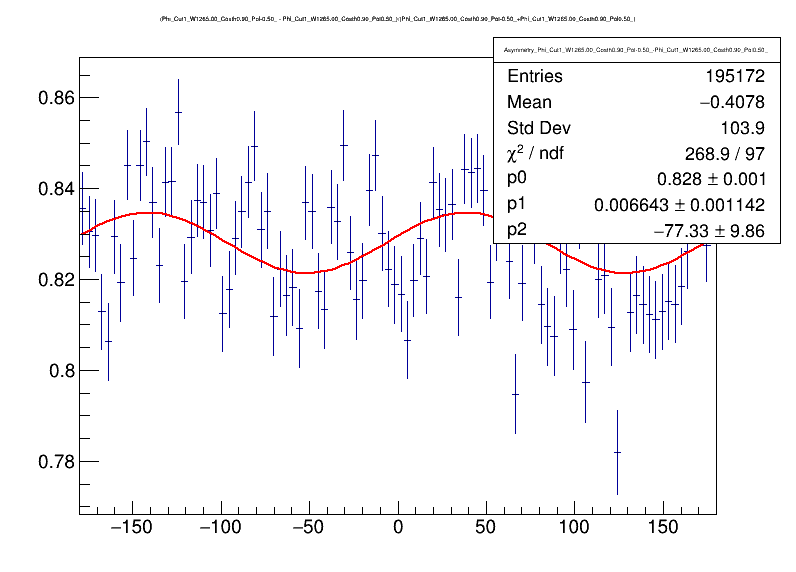 (Phi_Cut1_W1265.00_Costh0.90_Pol-0.50_ - Phi_Cut1_W1265.00_Costh0.90_Pol0.50_)/(Phi_Cut1_W1265.00_Costh0.90_Pol-0.50_+Phi_Cut1_W1265.00_Costh0.90_Pol0.50_)
Asymmetry_Phi_Cut1_W1265.00_Costh0.90_Pol-0.50_-Phi_Cut1_W1265.00_Costh0.90_Pol0.50_
Entries 195172
Mean −0.4078
Std Dev 103.9
χ² / ndf 268.9 / 97
p0 0.828 ± 0.001
p1 0.006643 ± 0.001142
p2 −77.33 ± 9.86
0.86
0.84
0.82
0.8
0.78
−150 −100 −50 0 50 100 150